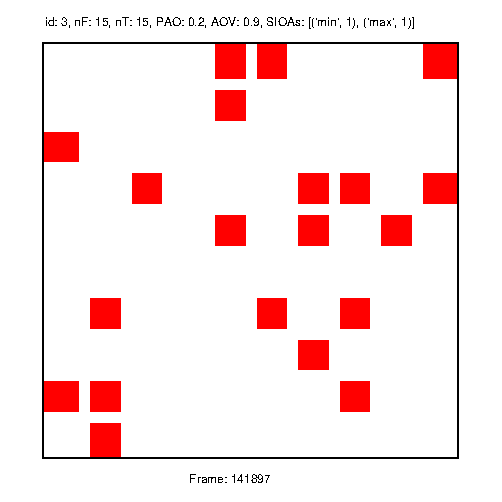 id: 3, nF: 15, nT: 15, PAO: 0.2, AOV: 0.9, SIOAs: [('min', 1), ('max', 1)]
Frame: 141897